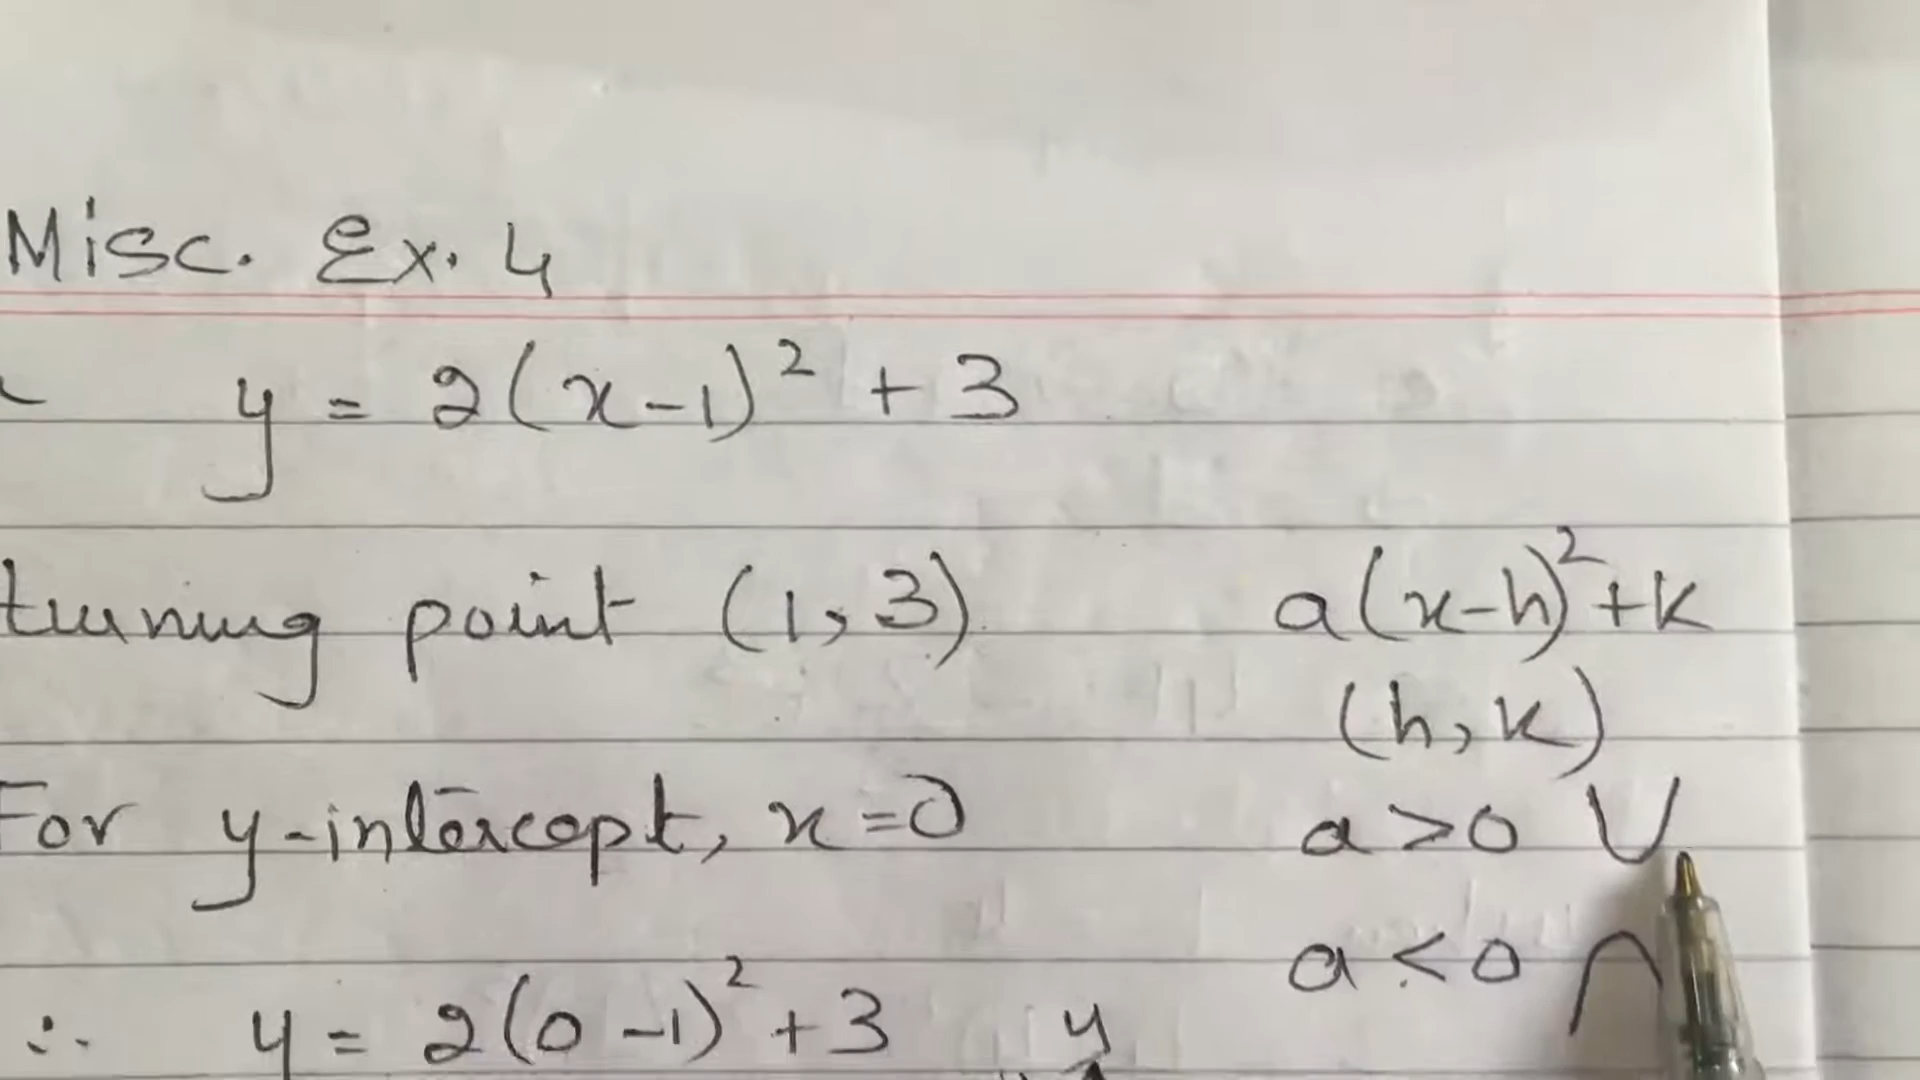 Misc. Ex. 4
y = 2(x-1)² + 3
turning point (1, 3)
a(x-h)²+k
(h, k)
For y-intercept, x=0
a>0
a<0
∴ y = 2(0-1)² + 3
y